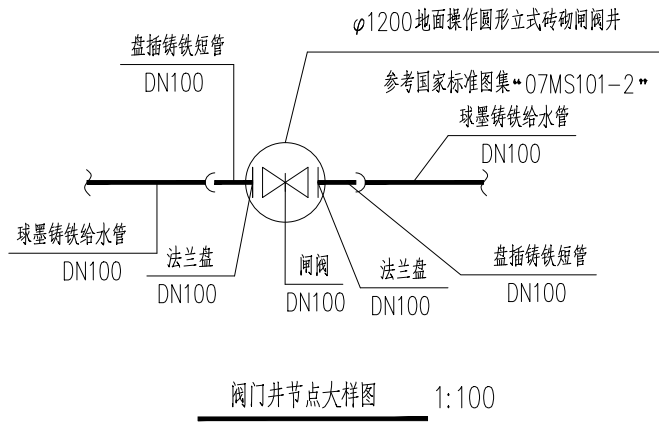 φ1200地面操作圆形立式砖砌闸阀井
盘插铸铁短管
DN100
参考国家标准图集“07MS101-2”
球墨铸铁给水管
DN100
球墨铸铁给水管
DN100
法兰盘
DN100
闸阀
DN100
法兰盘
DN100
盘插铸铁短管
DN100
阀门井节点大样图 1:100